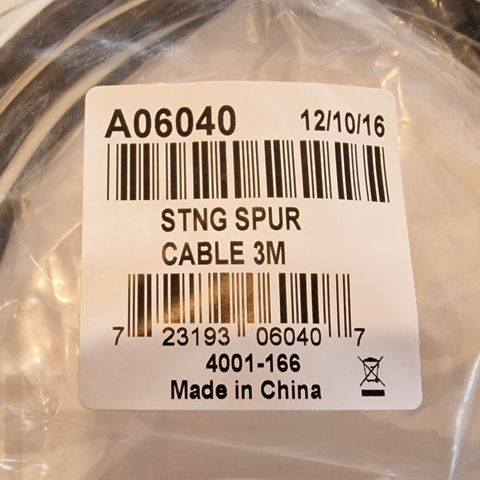 A06040 12/10/16
STNG SPUR
CABLE 3M
7 23193 06040 7
4001-166
Made in China